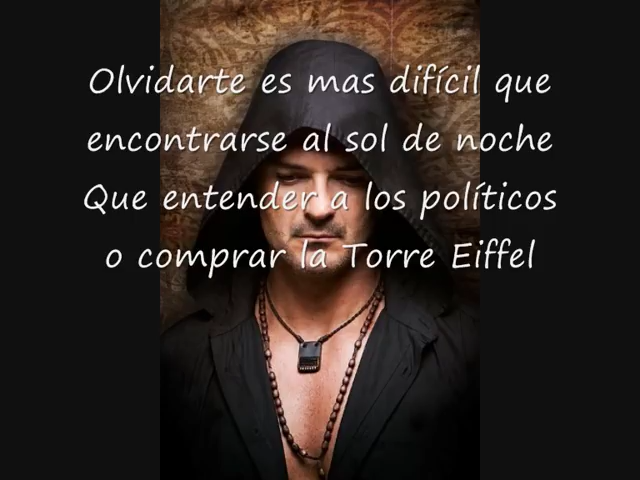 Olvidarte es mas difícil que
encontrarse al sol de noche
Que entender a los políticos
o comprar la Torre Eiffel